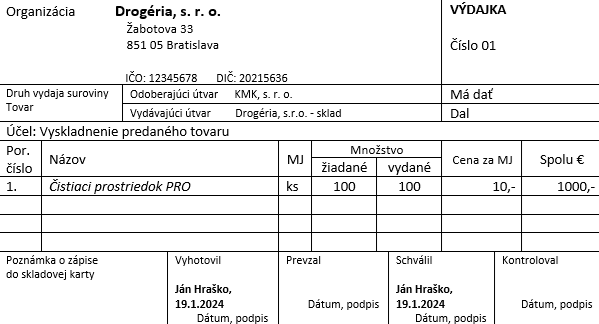 Organizácia Drogéria, s. r. o. VÝDAJKA
Žabotova 33
851 05 Bratislava Číslo 01
IČO: 12345678 DIČ: 20215636
Druh vydaja suroviny Odoberajúci útvar KMK, s. r. o. Má dať
Tovar Vydávajúci útvar Drogéria, s.r.o. - sklad Dal
Účel: Vyskladnenie predaného tovaru
Por. číslo Názov MJ Množstvo Cena za MJ Spolu €
žiadané vydané
1. Čistiaci prostriedok PRO ks 100 100 10,- 1000,-
Poznámka o zápise Vyhotovil Prevzal Schválil Kontroloval
do skladovej karty
Ján Hraško, Ján Hraško,
19.1.2024 Dátum, podpis 19.1.2024 Dátum, podpis
Dátum, podpis Dátum, podpis